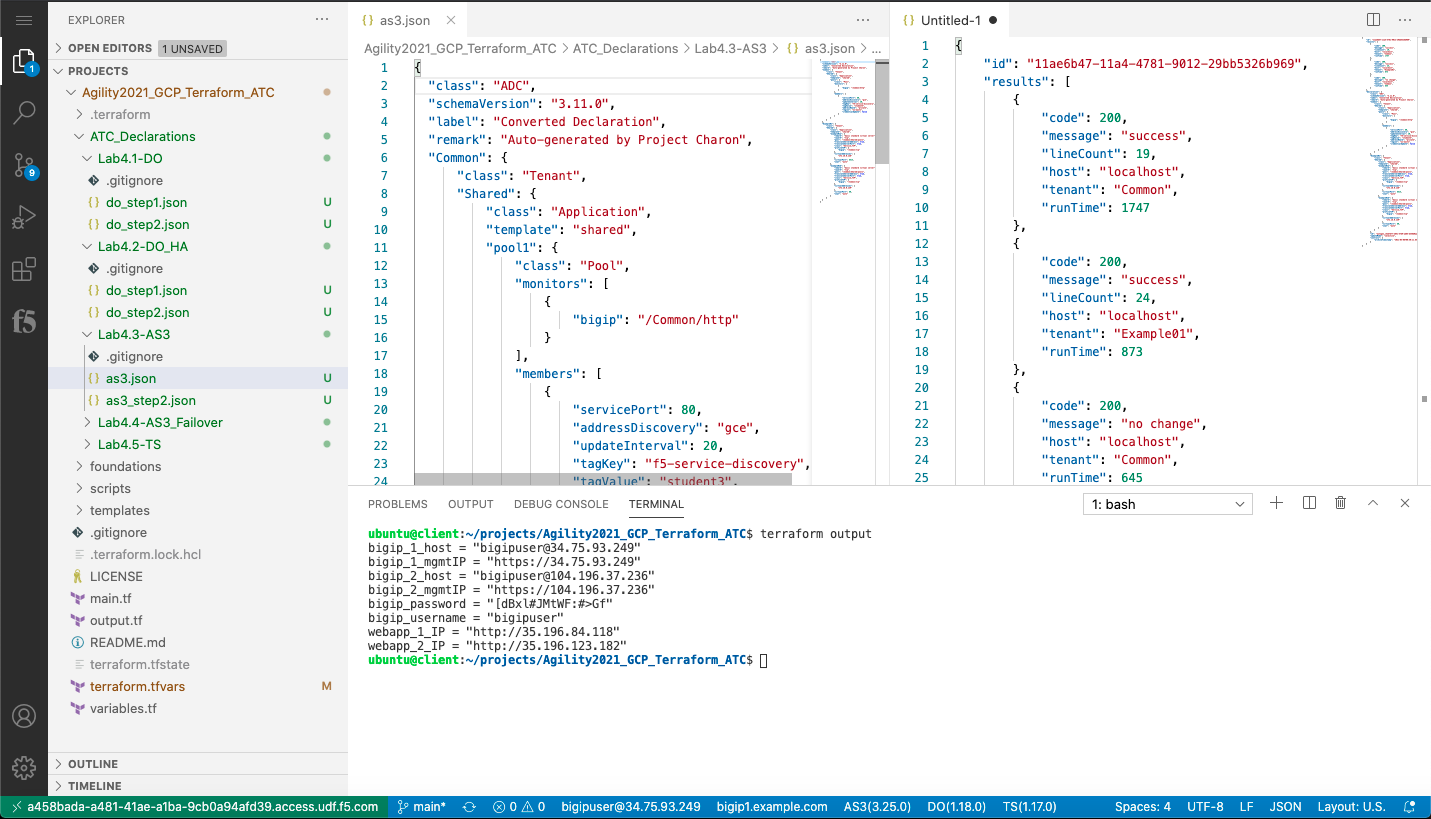 EXPLORER
OPEN EDITORS 1 UNSAVED
PROJECTS
Agility2021_GCP_Terraform_ATC
.terraform
ATC_Declarations
Lab4.1-DO
.gitignore
do_step1.json U
do_step2.json U
Lab4.2-DO_HA
.gitignore
do_step1.json U
do_step2.json U
Lab4.3-AS3
.gitignore
{} as3.json U
as3_step2.json U
Lab4.4-AS3_Failover
Lab4.5-TS
foundations
scripts
templates
.gitignore
.terraform.lock.hcl
LICENSE
main.tf
output.tf
README.md
terraform.tfstate
terraform.tfvars M
variables.tf
OUTLINE
TIMELINE
1
9
f5
{} as3.json
Agility2021_GCP_Terraform_ATC > ATC_Declarations > Lab4.3-AS3 > {} as3.json > ...
1 {
2 "class": "ADC",
3 "schemaVersion": "3.11.0",
4 "label": "Converted Declaration",
5 "remark": "Auto-generated by Project Charon",
6 "Common": {
7 "class": "Tenant",
8 "Shared": {
9 "class": "Application",
10 "template": "shared",
11 "pool1": {
12 "class": "Pool",
13 "monitors": [
14 {
15 "bigip": "/Common/http"
16 }
17 ],
18 "members": [
19 {
20 "servicePort": 80,
21 "addressDiscovery": "gce",
22 "updateInterval": 20,
23 "tagKey": "f5-service-discovery",
24 "tagValue": "student3",
{} Untitled-1
1 {
2 "id": "11ae6b47-11a4-4781-9012-29bb5326b969",
3 "results": [
4 {
5 "code": 200,
6 "message": "success",
7 "lineCount": 19,
8 "host": "localhost",
9 "tenant": "Common",
10 "runTime": 1747
11 },
12 {
13 "code": 200,
14 "message": "success",
15 "lineCount": 24,
16 "host": "localhost",
17 "tenant": "Example01",
18 "runTime": 873
19 },
20 {
21 "code": 200,
22 "message": "no change",
23 "host": "localhost",
24 "tenant": "Common",
25 "runTime": 645
PROBLEMS OUTPUT DEBUG CONSOLE TERMINAL 1: bash
ubuntu@client:~/projects/Agility2021_GCP_Terraform_ATC$ terraform output
bigip_1_host = "bigipuser@34.75.93.249"
bigip_1_mgmtIP = "https://34.75.93.249"
bigip_2_host = "bigipuser@104.196.37.236"
bigip_2_mgmtIP = "https://104.196.37.236"
bigip_password = "[dBxl#JMtWF:#>Gf"
bigip_username = "bigipuser"
webapp_1_IP = "http://35.196.84.118"
webapp_2_IP = "http://35.196.123.182"
ubuntu@client:~/projects/Agility2021_GCP_Terraform_ATC$
a458bada-a481-41ae-a1ba-9cb0a94afd39.access.udf.f5.com main* 0 0 bigipuser@34.75.93.249 bigip1.example.com AS3(3.25.0) DO(1.18.0) TS(1.17.0) Spaces: 4 UTF-8 LF JSON Layout: U.S.